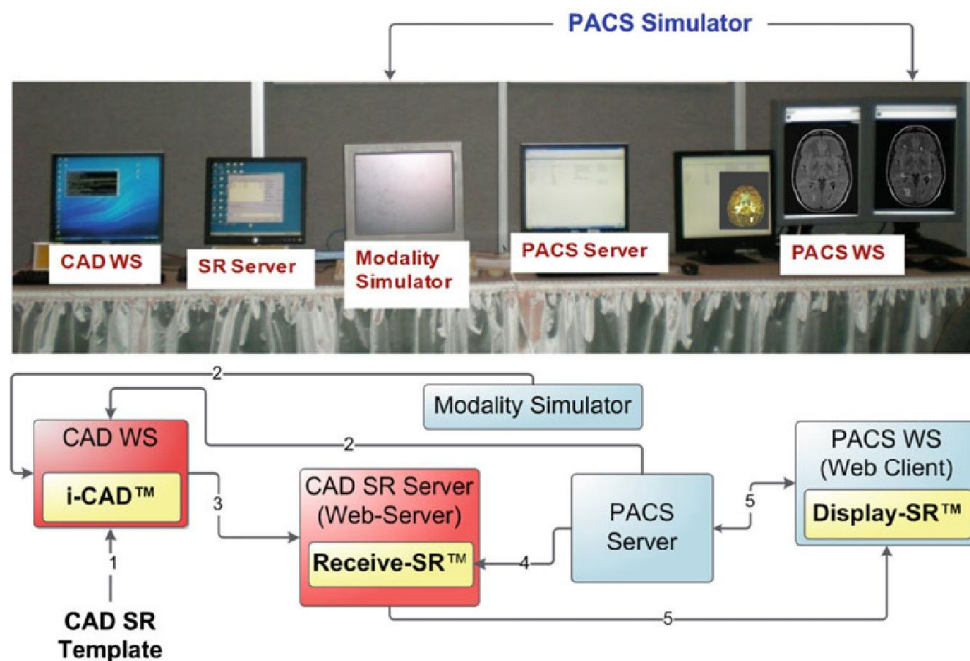 PACS Simulator
CAD WS
SR Server
Modality
Simulator
PACS Server
PACS WS
2
Modality Simulator
2
CAD WS
i-CAD™
3
CAD SR Server
(Web-Server)
Receive-SR™
4
PACS
Server
5
PACS WS
(Web Client)
Display-SR™
1
5
CAD SR
Template